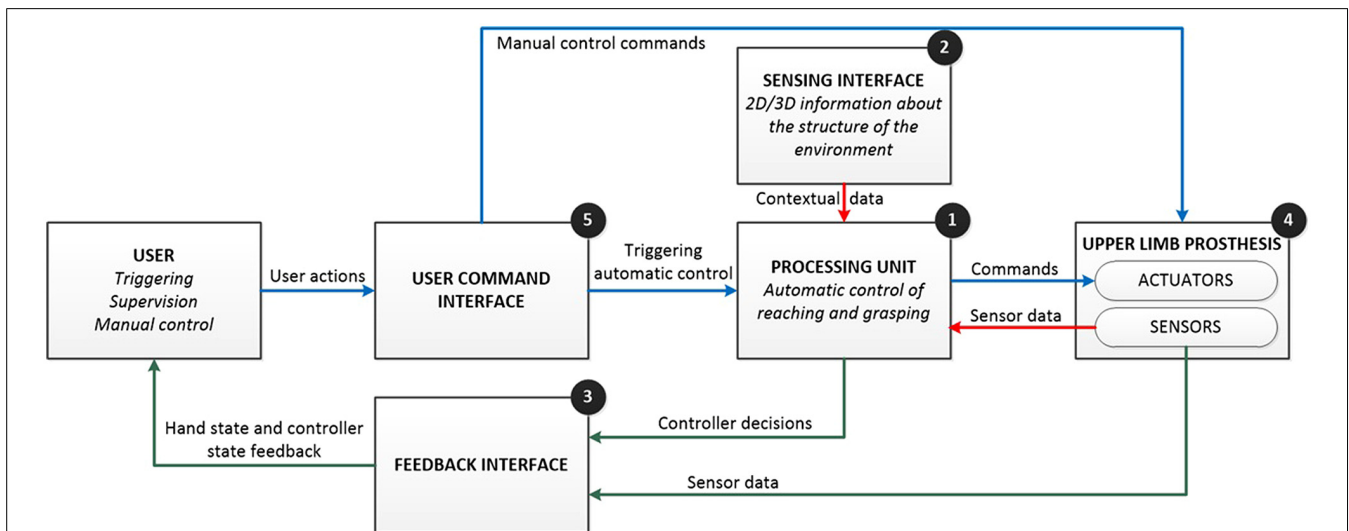 Manual control commands
2
SENSING INTERFACE
2D/3D information about
the structure of the
environment
Contextual data
5
1
4
USER
Triggering
Supervision
Manual control
User actions
USER COMMAND
INTERFACE
Triggering
automatic control
PROCESSING UNIT
Automatic control of
reaching and grasping
Commands
Sensor data
UPPER LIMB PROSTHESIS
ACTUATORS
SENSORS
3
Hand state and controller
state feedback
FEEDBACK INTERFACE
Controller decisions
Sensor data